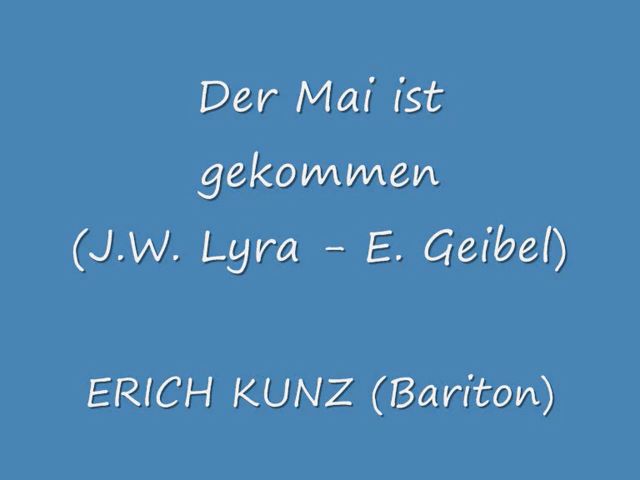 Der Mai ist
gekommen
(J.W. Lyra - E. Geibel)
ERICH KUNZ (Bariton)